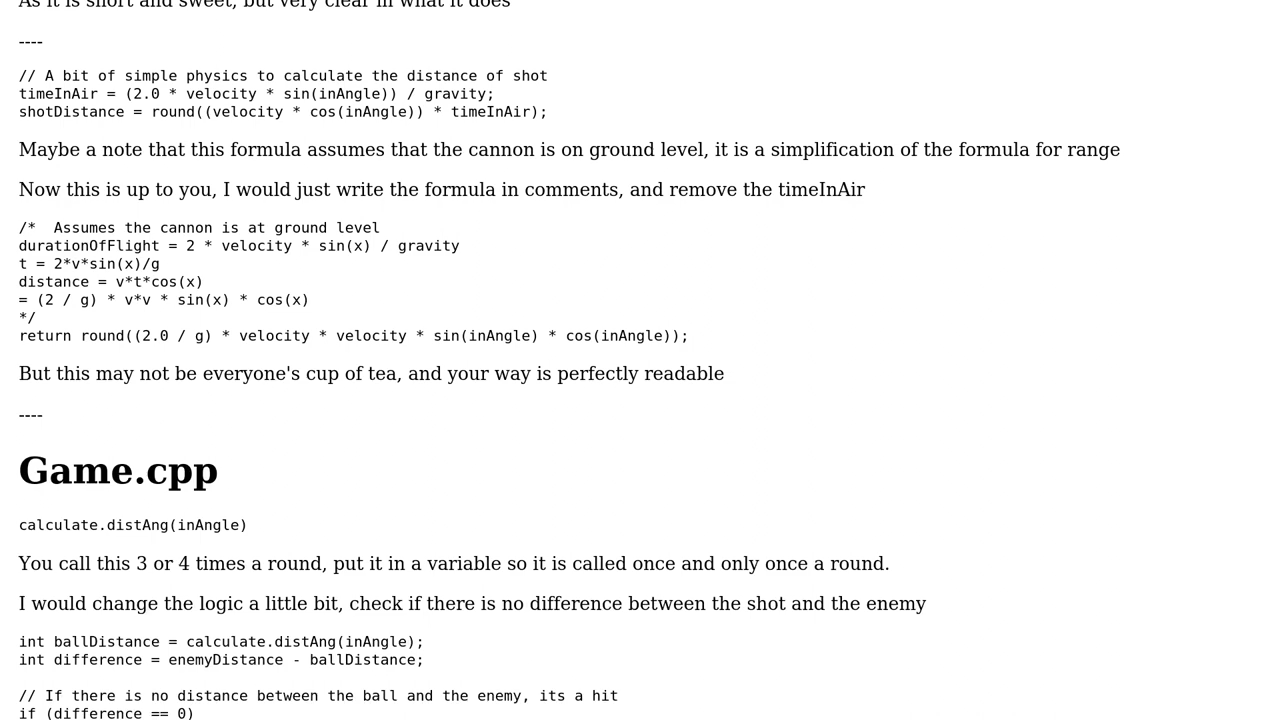 As it is short and sweet, but very clear in what it does
----
// A bit of simple physics to calculate the distance of shot
timeInAir = (2.0 * velocity * sin(inAngle)) / gravity;
shotDistance = round((velocity * cos(inAngle)) * timeInAir);
Maybe a note that this formula assumes that the cannon is on ground level, it is a simplification of the formula for range
Now this is up to you, I would just write the formula in comments, and remove the timeInAir
/*  Assumes the cannon is at ground level
durationOfFlight = 2 * velocity * sin(x) / gravity
t = 2*v*sin(x)/g
distance = v*t*cos(x)
= (2 / g) * v*v * sin(x) * cos(x)
*/
return round((2.0 / g) * velocity * velocity * sin(inAngle) * cos(inAngle));
But this may not be everyone's cup of tea, and your way is perfectly readable
----
Game.cpp
calculate.distAng(inAngle)
You call this 3 or 4 times a round, put it in a variable so it is called once and only once a round.
I would change the logic a little bit, check if there is no difference between the shot and the enemy
int ballDistance = calculate.distAng(inAngle);
int difference = enemyDistance - ballDistance;
// If there is no distance between the ball and the enemy, its a hit
if (difference == 0)